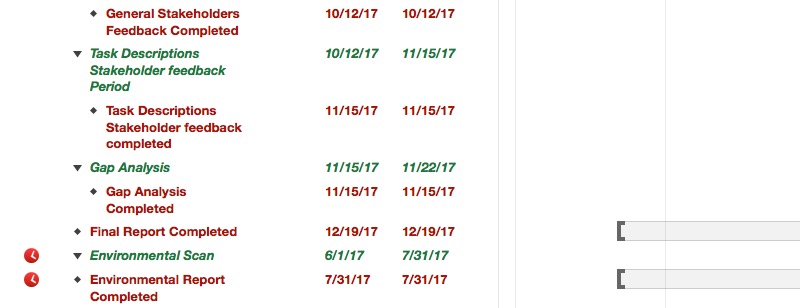 General Stakeholders 10/12/17 10/12/17
Feedback Completed
Task Descriptions 10/12/17 11/15/17
Stakeholder feedback
Period
Task Descriptions 11/15/17 11/15/17
Stakeholder feedback
completed
Gap Analysis 11/15/17 11/22/17
Gap Analysis 11/15/17 11/15/17
Completed
Final Report Completed 12/19/17 12/19/17
Environmental Scan 6/1/17 7/31/17
Environmental Report 7/31/17 7/31/17
Completed